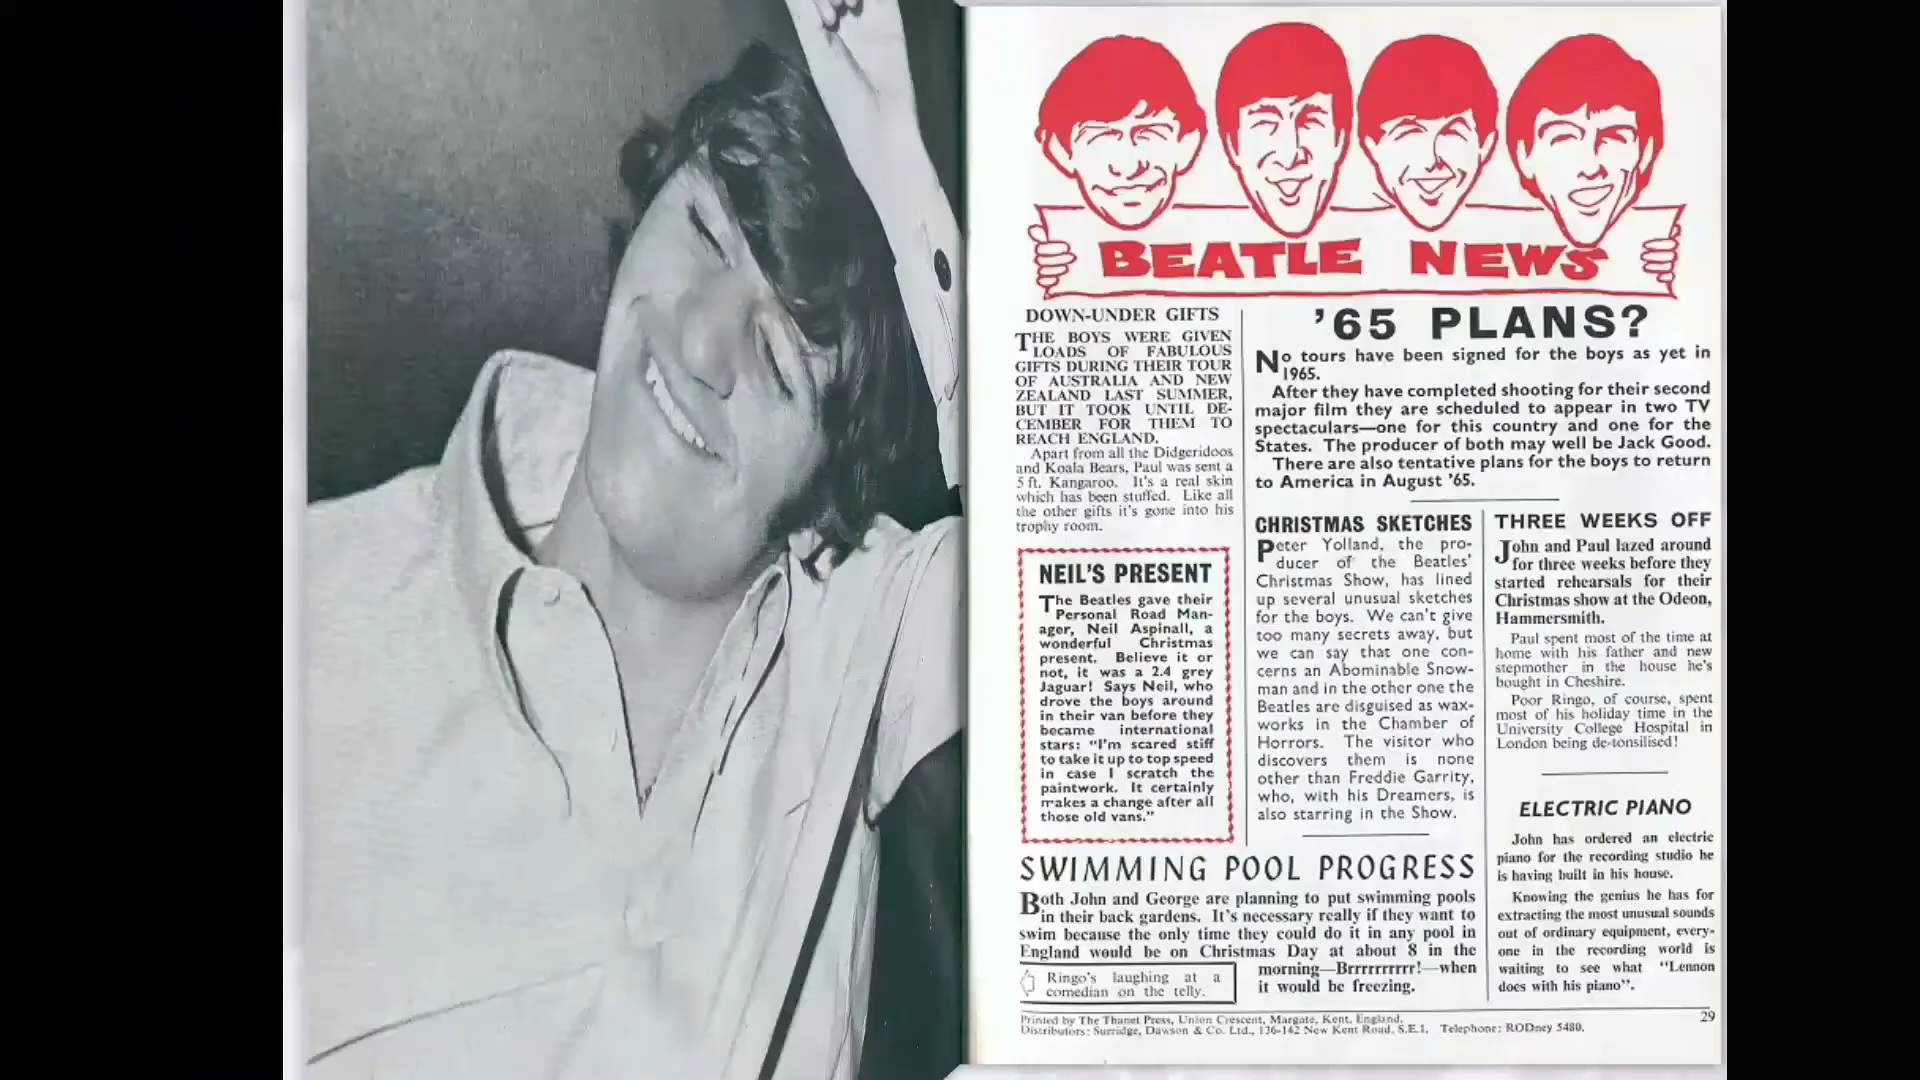 BEATLE NEWS
DOWN-UNDER GIFTS
THE BOYS WERE GIVEN
LOADS OF FABULOUS
GIFTS DURING THEIR TOUR
OF AUSTRALIA AND NEW
ZEALAND LAST SUMMER,
BUT IT TOOK UNTIL DE-
CEMBER FOR THEM TO
REACH ENGLAND.
Apart from all the Didgeridoos
and Koala Bears, Paul was sent a
5 ft. Kangaroo. It's a real skin
which has been stuffed. Like all
the other gifts it's gone into his
trophy room.
NEIL'S PRESENT
The Beatles gave their
Personal Road Man-
ager, Neil Aspinall, a
wonderful Christmas
present. Believe it or
not, it was a 2.4 grey
Jaguar! Says Neil, who
drove the boys around
in their van before they
became international
stars: "I'm scared stiff
to take it up to top speed
in case I scratch the
paintwork. It certainly
makes a change after all
those old vans."
'65 PLANS?
No tours have been signed for the boys as yet in
1965.
After they have completed shooting for their second
major film they are scheduled to appear in two TV
spectaculars—one for this country and one for the
States. The producer of both may well be Jack Good.
There are also tentative plans for the boys to return
to America in August '65.
CHRISTMAS SKETCHES
Peter Yolland, the pro-
ducer of the Beatles'
Christmas Show, has lined
up several unusual sketches
for the boys. We can't give
too many secrets away, but
we can say that one con-
cerns an Abominable Snow-
man and in the other one the
Beatles are disguised as wax-
works in the Chamber of
Horrors. The visitor who
discovers them is none
other than Freddie Garrity,
who, with his Dreamers, is
also starring in the Show.
THREE WEEKS OFF
John and Paul lazed around
for three weeks before they
started rehearsals for their
Christmas show at the Odeon,
Hammersmith.
Paul spent most of the time at
home with his father and new
stepmother in the house he's
bought in Cheshire.
Poor Ringo, of course, spent
most of his holiday time in the
University College Hospital in
London being de-tonsilised!
ELECTRIC PIANO
John has ordered an electric
piano for the recording studio he
is having built in his house.
Knowing the genius he has for
extracting the most unusual sounds
out of ordinary equipment, every-
one in the recording world is
waiting to see what "Lennon
does with his piano".
SWIMMING POOL PROGRESS
Both John and George are planning to put swimming pools
in their back gardens. It's necessary really if they want to
swim because the only time they could do it in any pool in
England would be on Christmas Day at about 8 in the
morning—Brrrrrrrrrr!—when
it would be freezing.
Ringo's laughing at a
comedian on the telly.
Printed by The Thanet Press, Union Crescent, Margate, Kent, England.
Distributors: Surridge, Dawson & Co. Ltd., 136-142 New Kent Road, S.E.1. Telephone: RODney 5480.
29